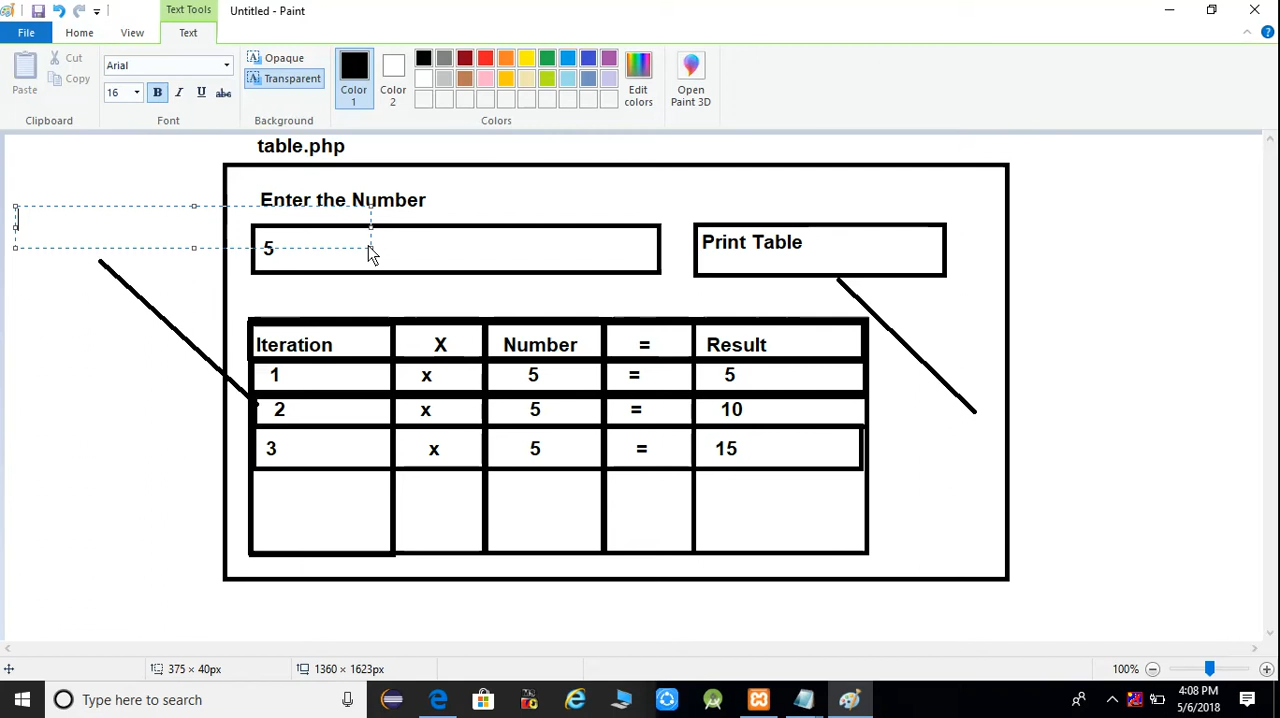 Text Tools
Untitled - Paint
File
Home
View
Text
Paste
Cut
Copy
Clipboard
Arial
16
B
I
U
abc
Font
Opaque
Transparent
Background
Color 1
Color 2
Colors
Edit colors
Open Paint 3D
table.php
Enter the Number
5
Print Table
Iteration X Number = Result
1 x 5 = 5
2 x 5 = 10
3 x 5 = 15
375 × 40px
1360 × 1623px
100%
Type here to search
4:08 PM
5/6/2018